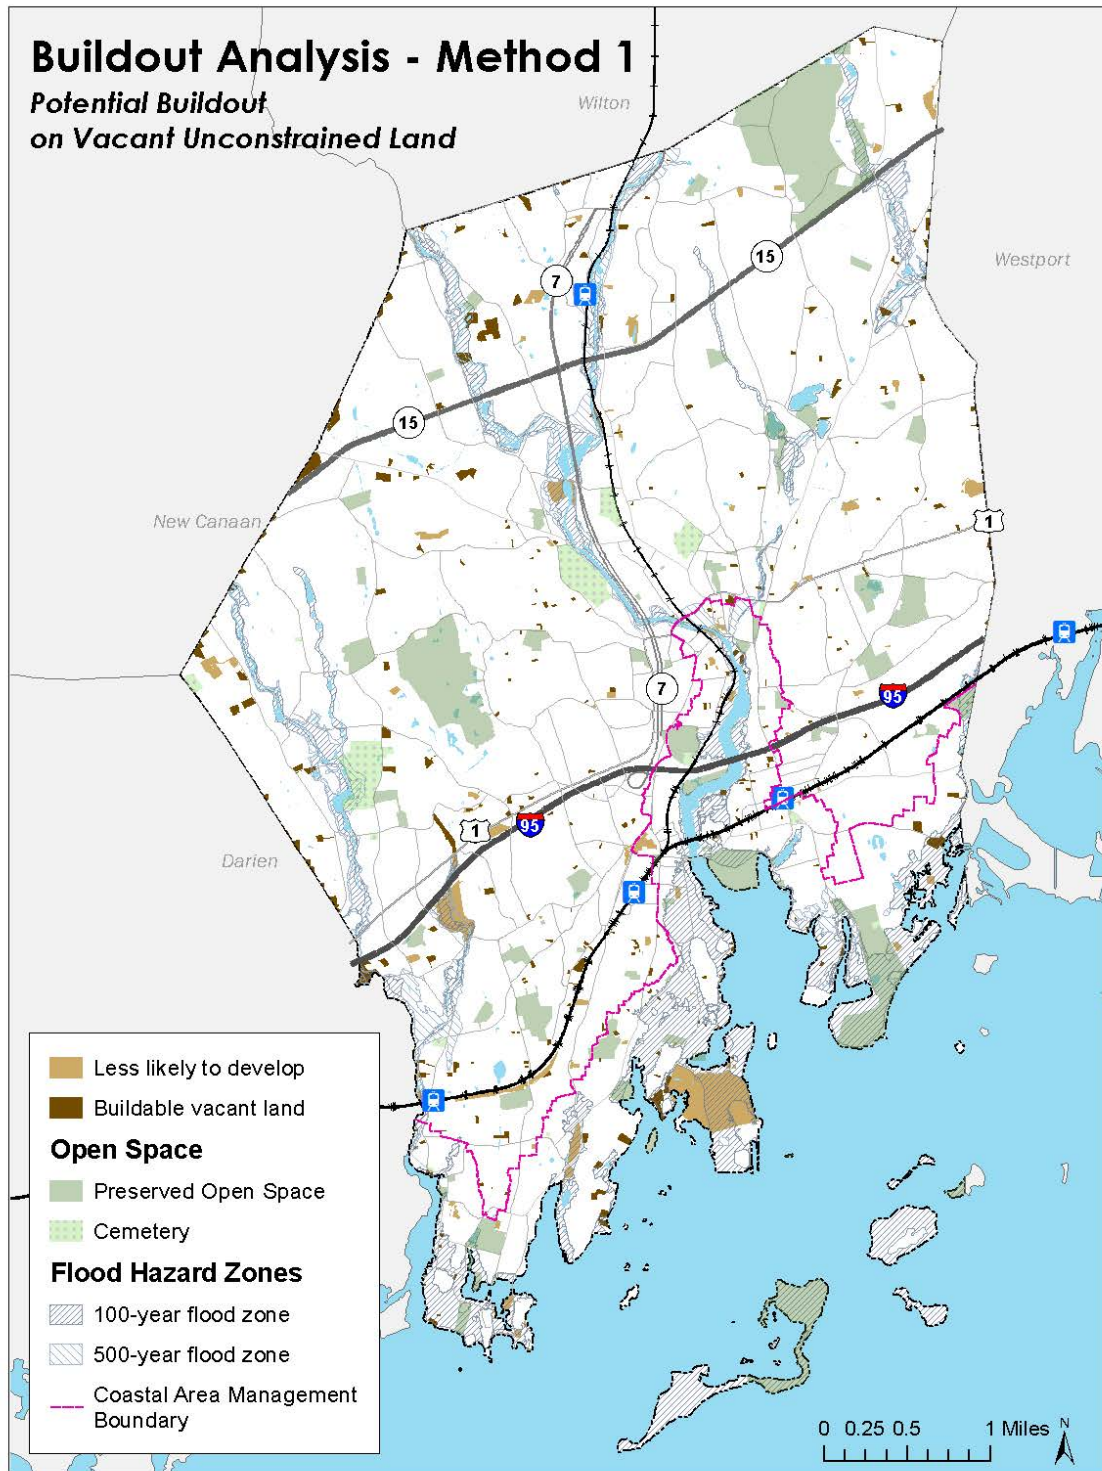 Buildout Analysis - Method 1
Potential Buildout
on Vacant Unconstrained Land
Wilton
Westport
15
7
15
New Canaan
1
7
95
1
95
Darien
Less likely to develop
Buildable vacant land
Open Space
Preserved Open Space
Cemetery
Flood Hazard Zones
100-year flood zone
500-year flood zone
Coastal Area Management
Boundary
0 0.25 0.5 1 Miles
N